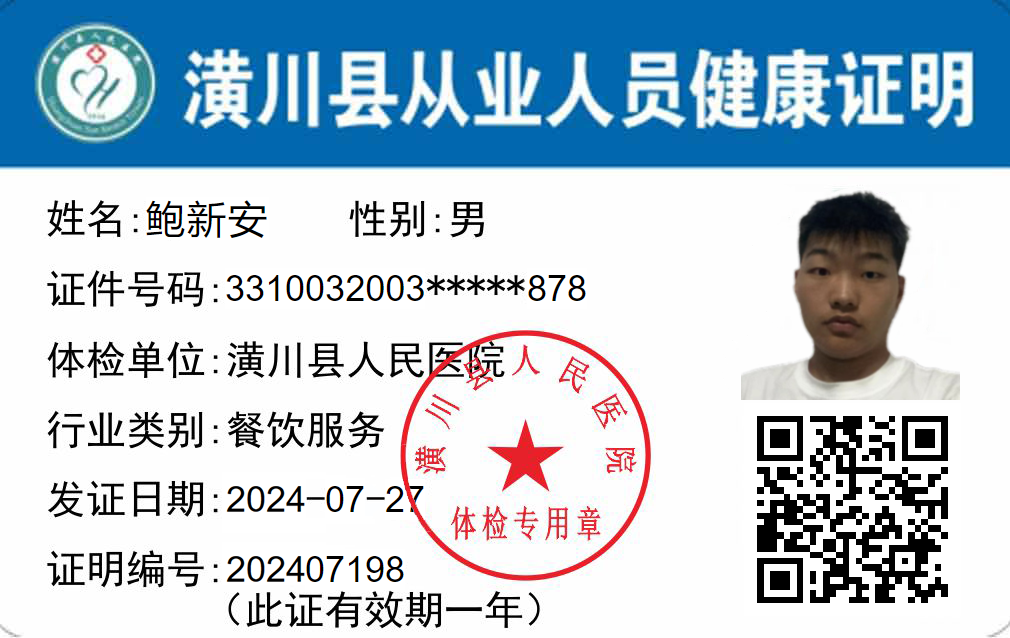 潢川县从业人员健康证明
姓名:鲍新安 性别:男
证件号码:3310032003*****878
体检单位:潢川县人民医院
行业类别:餐饮服务
发证日期:2024-07-27
证明编号:202407198
(此证有效期一年)
潢川县人民医院
体检专用章